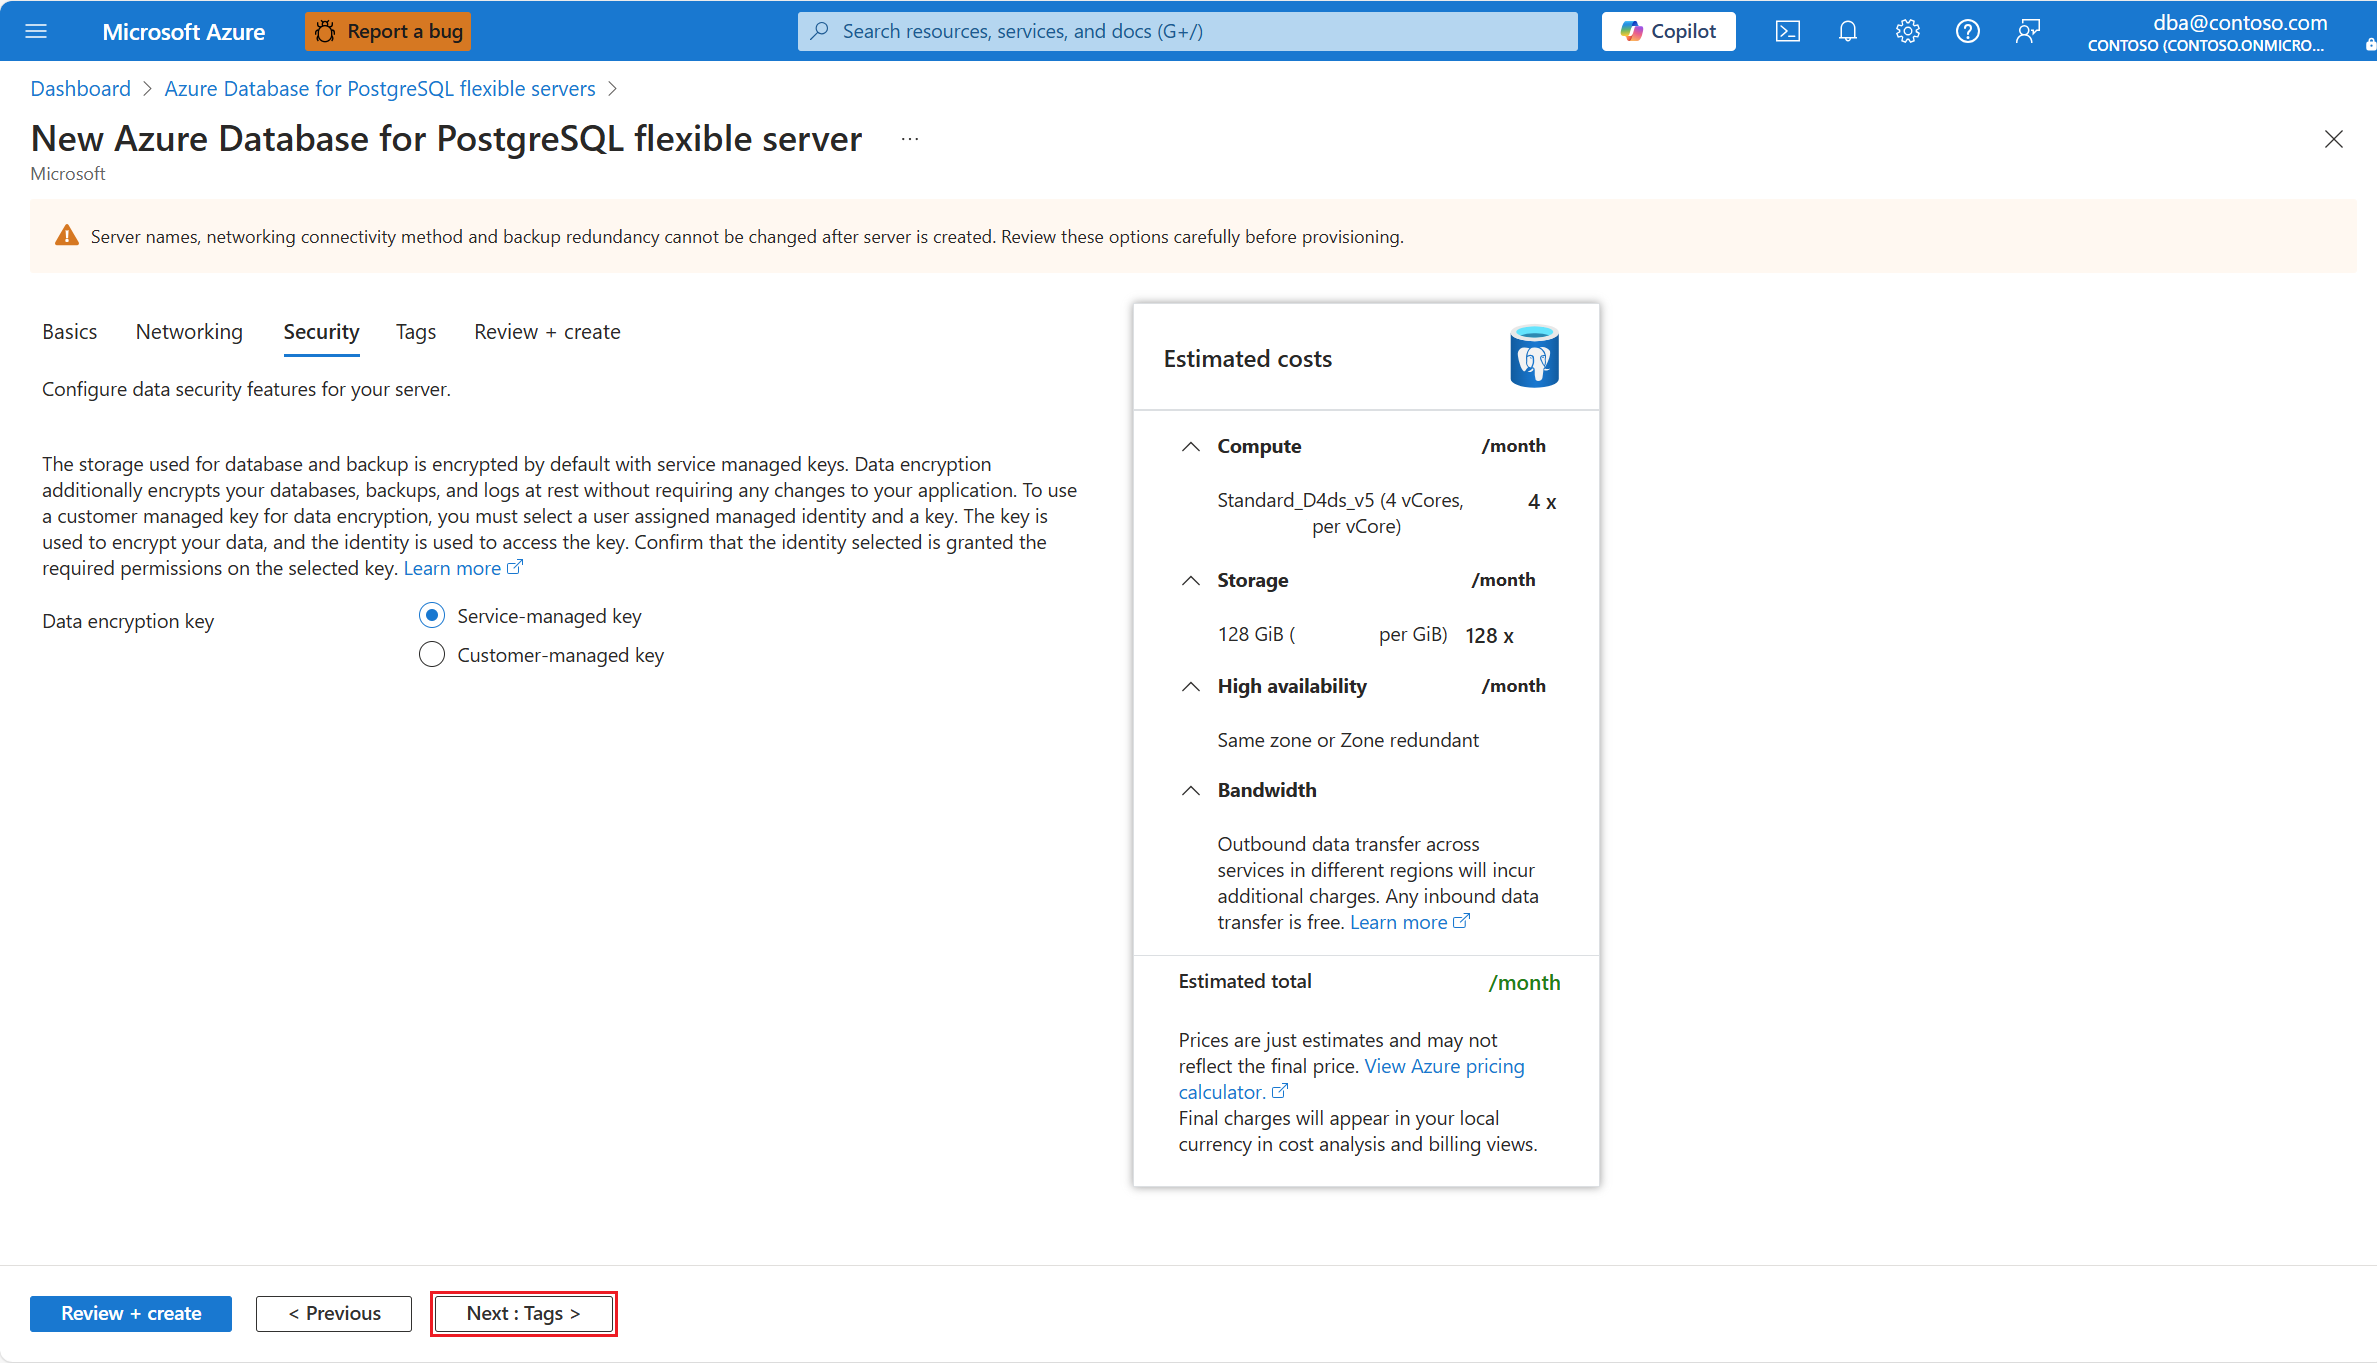 Microsoft Azure
Report a bug
Search resources, services, and docs (G+/)
Copilot
dba@contoso.com
CONTOSO (CONTOSO.ONMICRO...
Dashboard > Azure Database for PostgreSQL flexible servers >
New Azure Database for PostgreSQL flexible server ...
Microsoft
Server names, networking connectivity method and backup redundancy cannot be changed after server is created. Review these options carefully before provisioning.
Basics Networking Security Tags Review + create
Configure data security features for your server.
The storage used for database and backup is encrypted by default with service managed keys. Data encryption
additionally encrypts your databases, backups, and logs at rest without requiring any changes to your application. To use
a customer managed key for data encryption, you must select a user assigned managed identity and a key. The key is
used to encrypt your data, and the identity is used to access the key. Confirm that the identity selected is granted the
required permissions on the selected key. Learn more
Data encryption key
Service-managed key
Customer-managed key
Estimated costs
Compute /month
Standard_D4ds_v5 (4 vCores, 4 x
per vCore)
Storage /month
128 GiB ( per GiB) 128 x
High availability /month
Same zone or Zone redundant
Bandwidth
Outbound data transfer across
services in different regions will incur
additional charges. Any inbound data
transfer is free. Learn more
Estimated total /month
Prices are just estimates and may not
reflect the final price. View Azure pricing
calculator.
Final charges will appear in your local
currency in cost analysis and billing views.
Review + create
< Previous
Next : Tags >